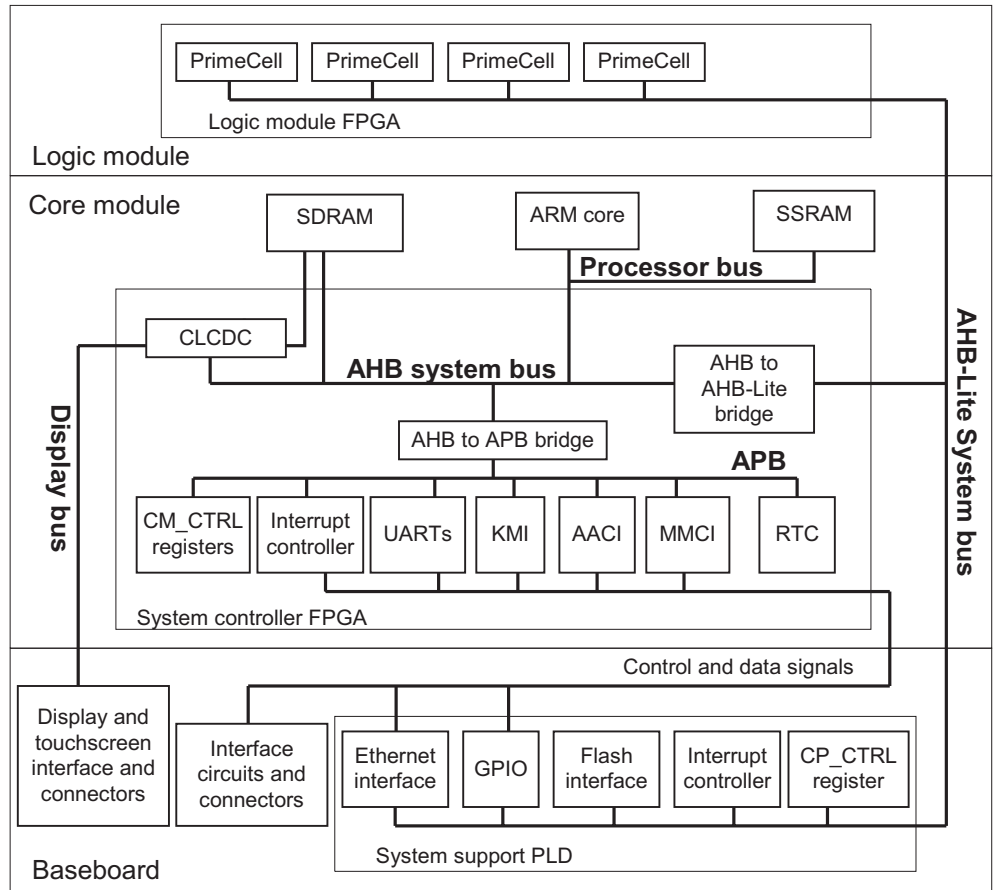 PrimeCell
PrimeCell
PrimeCell
PrimeCell
Logic module FPGA
Logic module
Core module
SDRAM
ARM core
SSRAM
Processor bus
CLCDC
AHB system bus
AHB to
AHB-Lite
bridge
AHB-Lite System bus
Display bus
AHB to APB bridge
APB
CM_CTRL
registers
Interrupt
controller
UARTs
KMI
AACI
MMCI
RTC
System controller FPGA
Control and data signals
Display and
touchscreen
interface and
connectors
Interface
circuits and
connectors
Ethernet
interface
GPIO
Flash
interface
Interrupt
controller
CP_CTRL
register
System support PLD
Baseboard